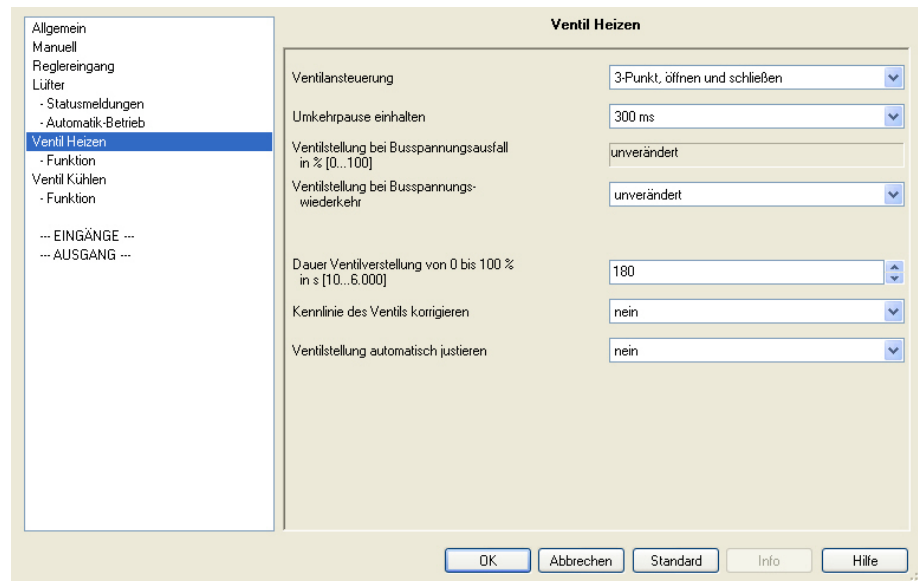 Allgemein
Manuell
Reglereingang
Lüfter
- Statusmeldungen
- Automatik-Betrieb
Ventil Heizen
- Funktion
Ventil Kühlen
- Funktion
--- EINGÄNGE ---
--- AUSGANG ---
Ventil Heizen
Ventilansteuerung
3-Punkt, öffnen und schließen
Umkehrpause einhalten
300 ms
Ventilstellung bei Busspannungsausfall
in % [0...100]
unverändert
Ventilstellung bei Busspannungs-
wiederkehr
unverändert
Dauer Ventilverstellung von 0 bis 100 %
in s [10...6.000]
180
Kennlinie des Ventils korrigieren
nein
Ventilstellung automatisch justieren
nein
OK
Abbrechen
Standard
Info
Hilfe